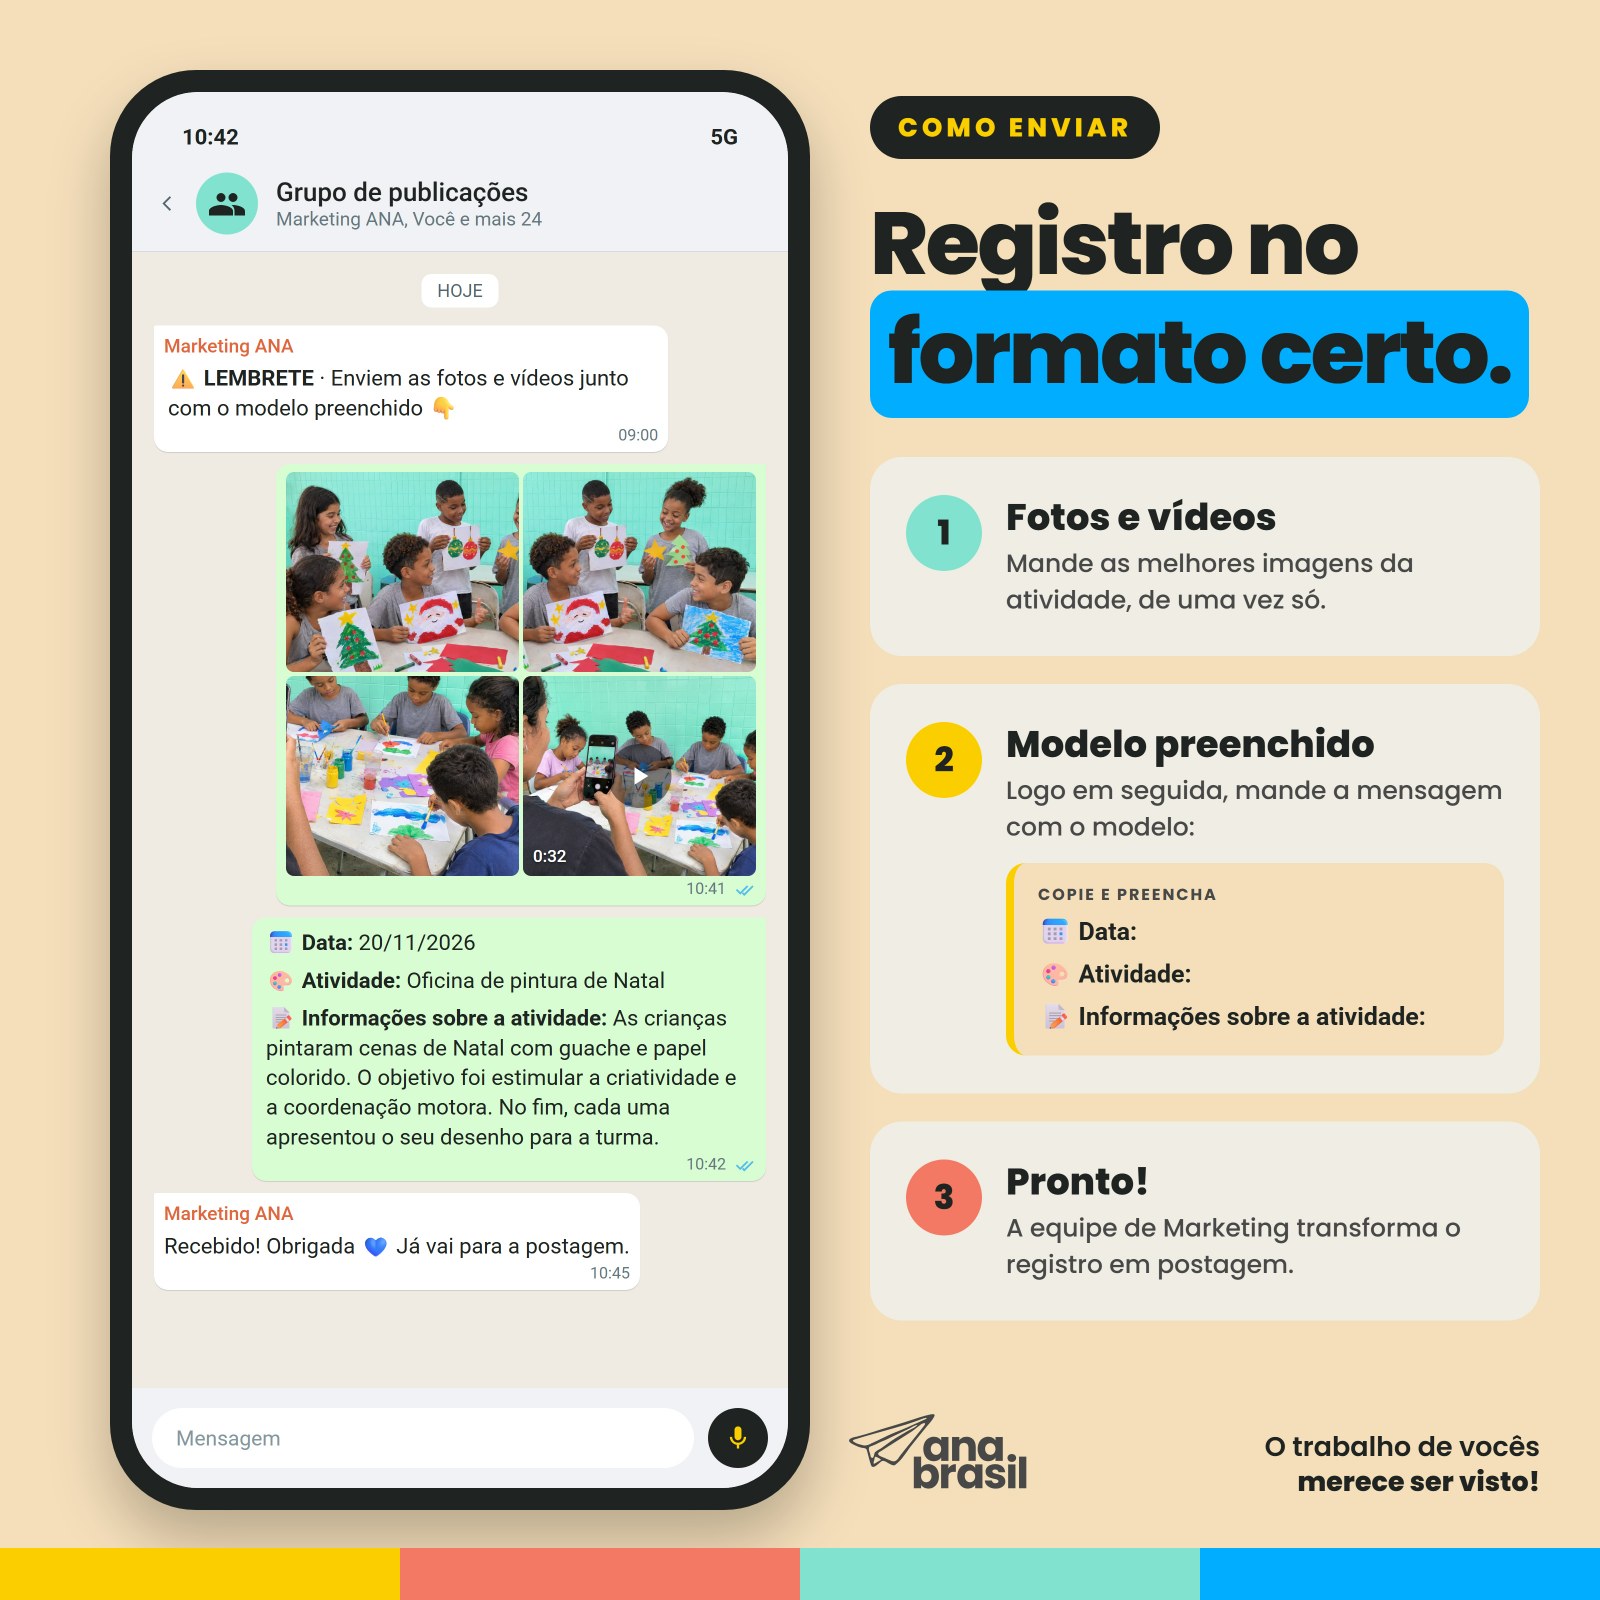 10:42
5G
Grupo de publicações
Marketing ANA, Você e mais 24
HOJE
Marketing ANA
⚠️ LEMBRETE · Enviem as fotos e vídeos junto
com o modelo preenchido 👇
09:00
0:32
10:41
📅 Data: 20/11/2026
🎨 Atividade: Oficina de pintura de Natal
📝 Informações sobre a atividade: As crianças
pintaram cenas de Natal com guache e papel
colorido. O objetivo foi estimular a criatividade e
a coordenação motora. No fim, cada uma
apresentou o seu desenho para a turma.
10:42
Marketing ANA
Recebido! Obrigada 💙 Já vai para a postagem.
10:45
Mensagem
COMO ENVIAR
Registro no
formato certo.
1
Fotos e vídeos
Mande as melhores imagens da
atividade, de uma vez só.
2
Modelo preenchido
Logo em seguida, mande a mensagem
com o modelo:
COPIE E PREENCHA
📅 Data:
🎨 Atividade:
📝 Informações sobre a atividade:
3
Pronto!
A equipe de Marketing transforma o
registro em postagem.
ana
brasil
O trabalho de vocês
merece ser visto!